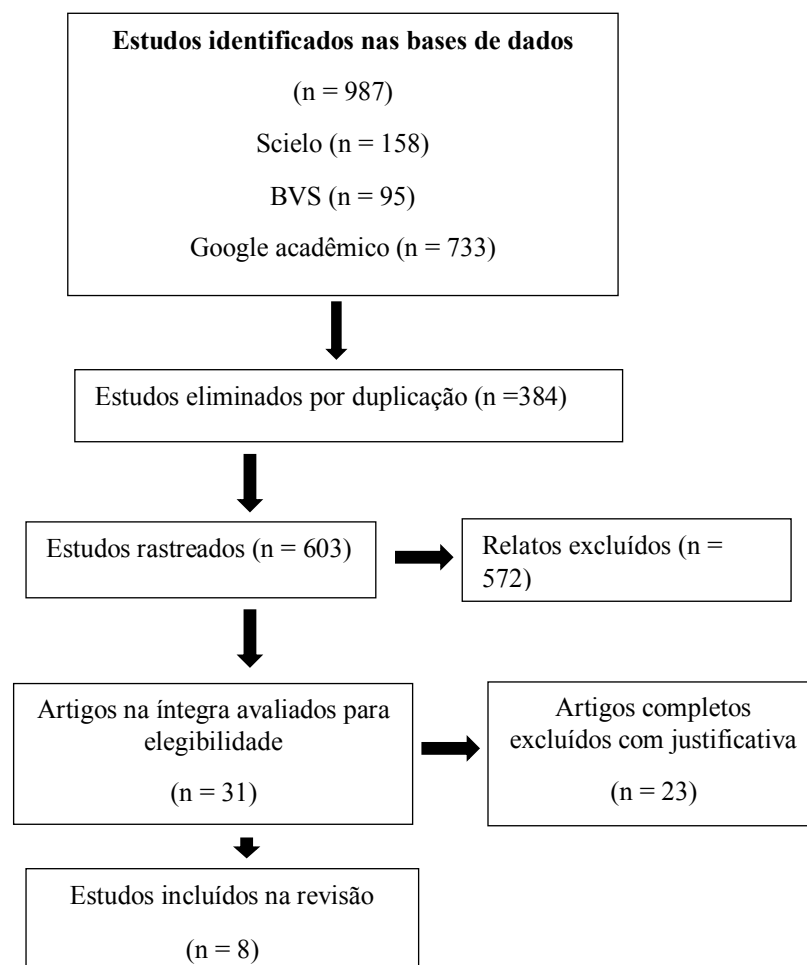 Estudos identificados nas bases de dados
(n = 987)
Scielo (n = 158)
BVS (n = 95)
Google acadêmico (n = 733)
Estudos eliminados por duplicação (n =384)
Estudos rastreados (n = 603)
Relatos excluídos (n =
572)
Artigos na íntegra avaliados para
elegibilidade
(n = 31)
Artigos completos
excluídos com justificativa
(n = 23)
Estudos incluídos na revisão
(n = 8)